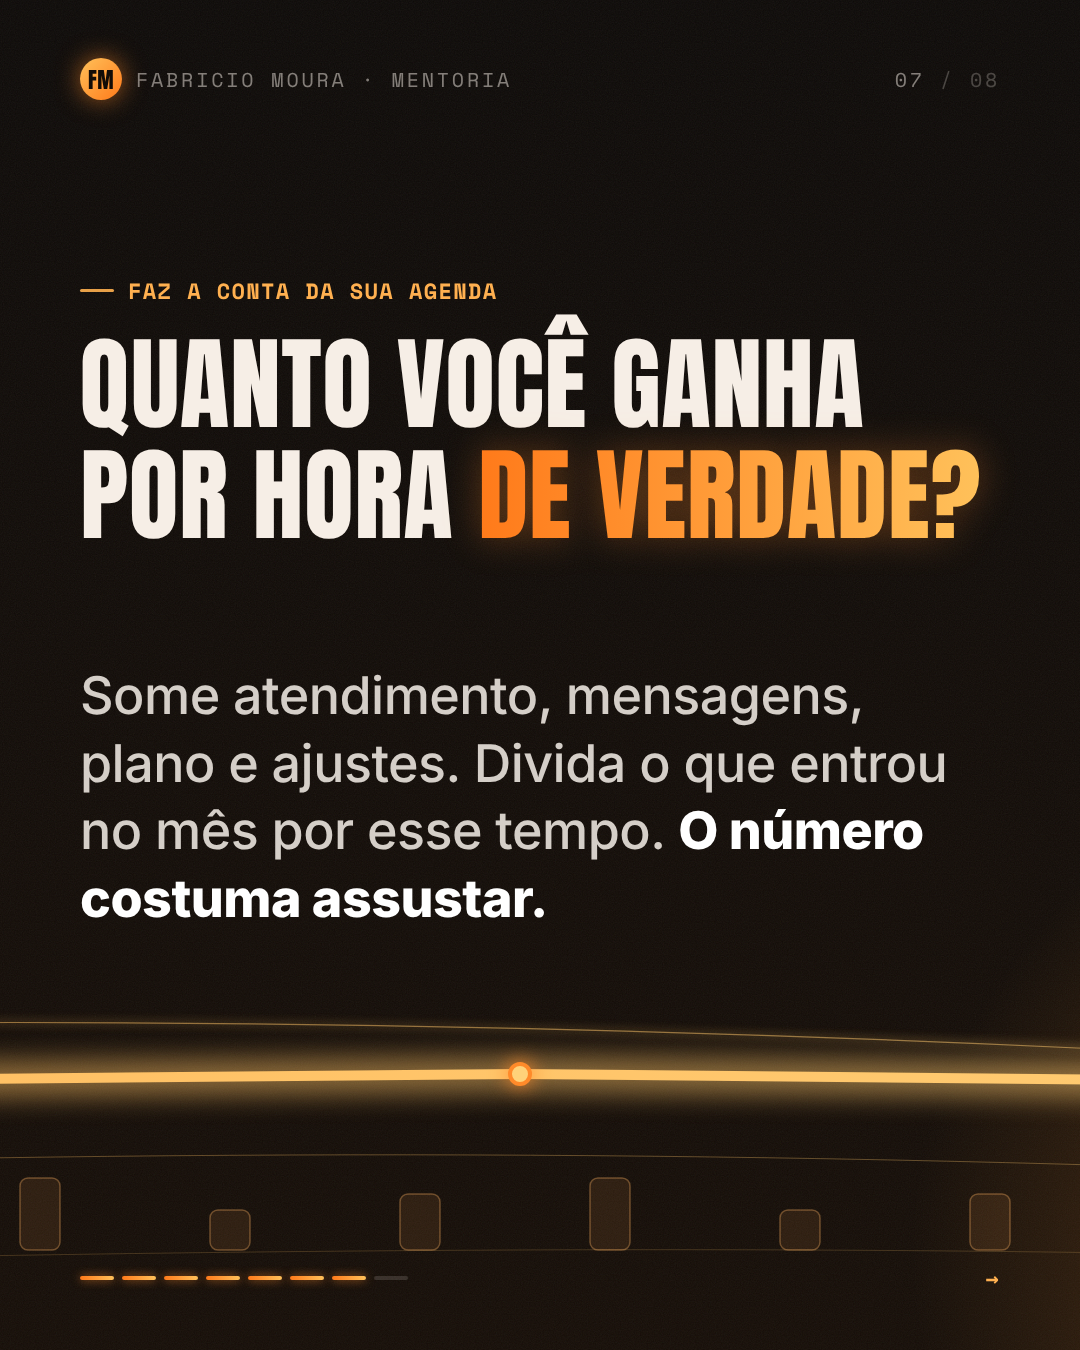 FM FABRICIO MOURA · MENTORIA
07 / 08
FAZ A CONTA DA SUA AGENDA
QUANTO VOCÊ GANHA
POR HORA DE VERDADE?
Some atendimento, mensagens,
plano e ajustes. Divida o que entrou
no mês por esse tempo. O número
costuma assustar.
→